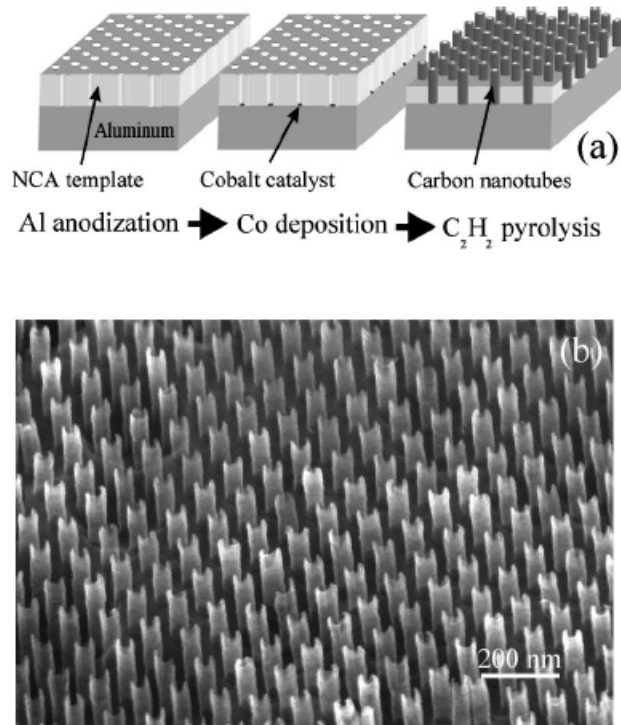 Aluminum
(a)
NCA template Cobalt catalyst Carbon nanotubes
Al anodization Co deposition C₂H₂ pyrolysis
(b)
200 nm